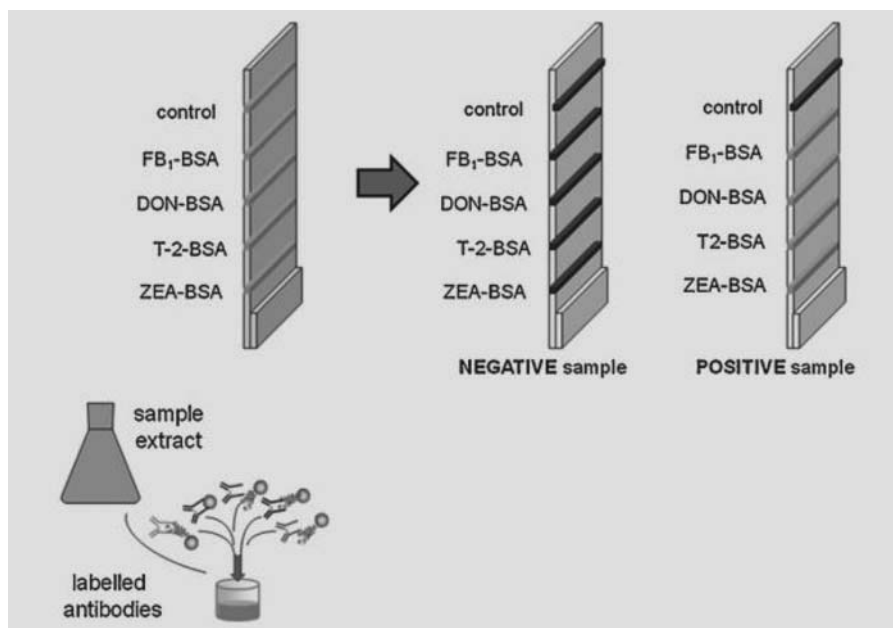 control
FB₁-BSA
DON-BSA
T-2-BSA
ZEA-BSA
control
FB₁-BSA
DON-BSA
T-2-BSA
ZEA-BSA
NEGATIVE sample
control
FB₁-BSA
DON-BSA
T2-BSA
ZEA-BSA
POSITIVE sample
sample
extract
labelled
antibodies